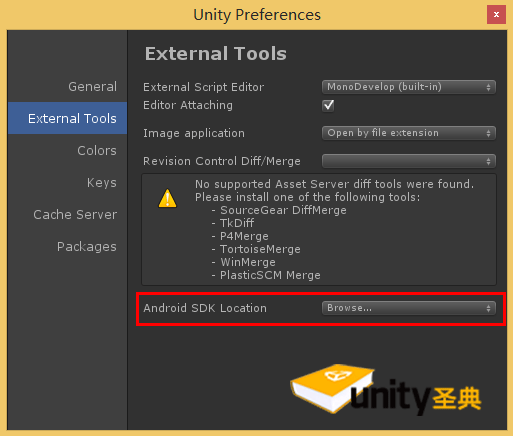 Unity Preferences
x
External Tools
General
External Tools
Colors
Keys
Cache Server
Packages
External Script Editor
MonoDevelop (built-in)
Editor Attaching
Image application
Open by file extension
Revision Control Diff/Merge
No supported Asset Server diff tools were found.
Please install one of the following tools:
- SourceGear DiffMerge
- TkDiff
- P4Merge
- TortoiseMerge
- WinMerge
- PlasticSCM Merge
Android SDK Location
Browse...
unity圣典